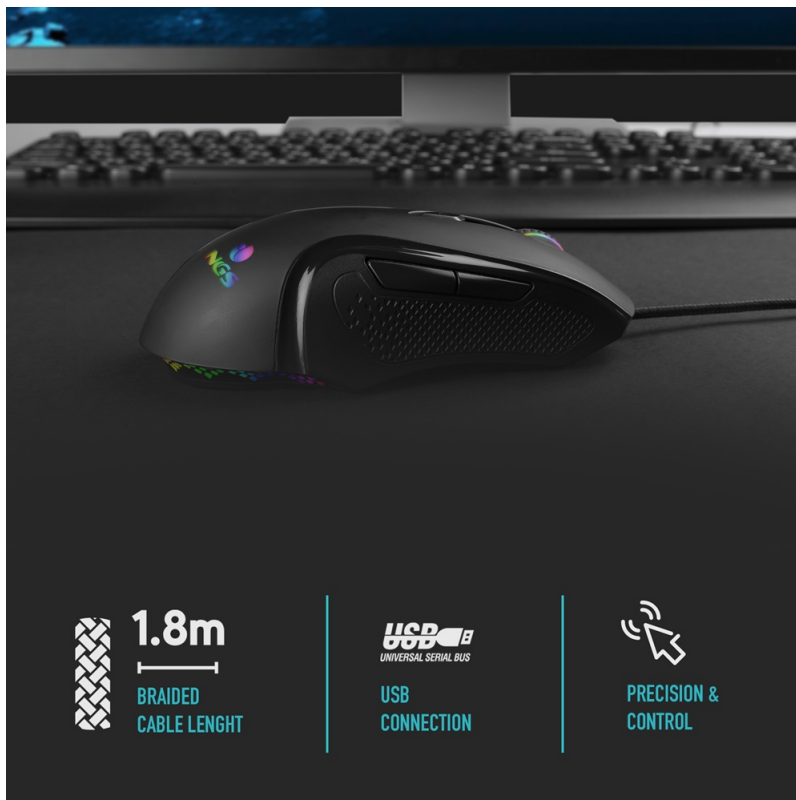 NGS
1.8m
BRAIDED
CABLE LENGHT
USB
UNIVERSAL SERIAL BUS
USB
CONNECTION
PRECISION &
CONTROL